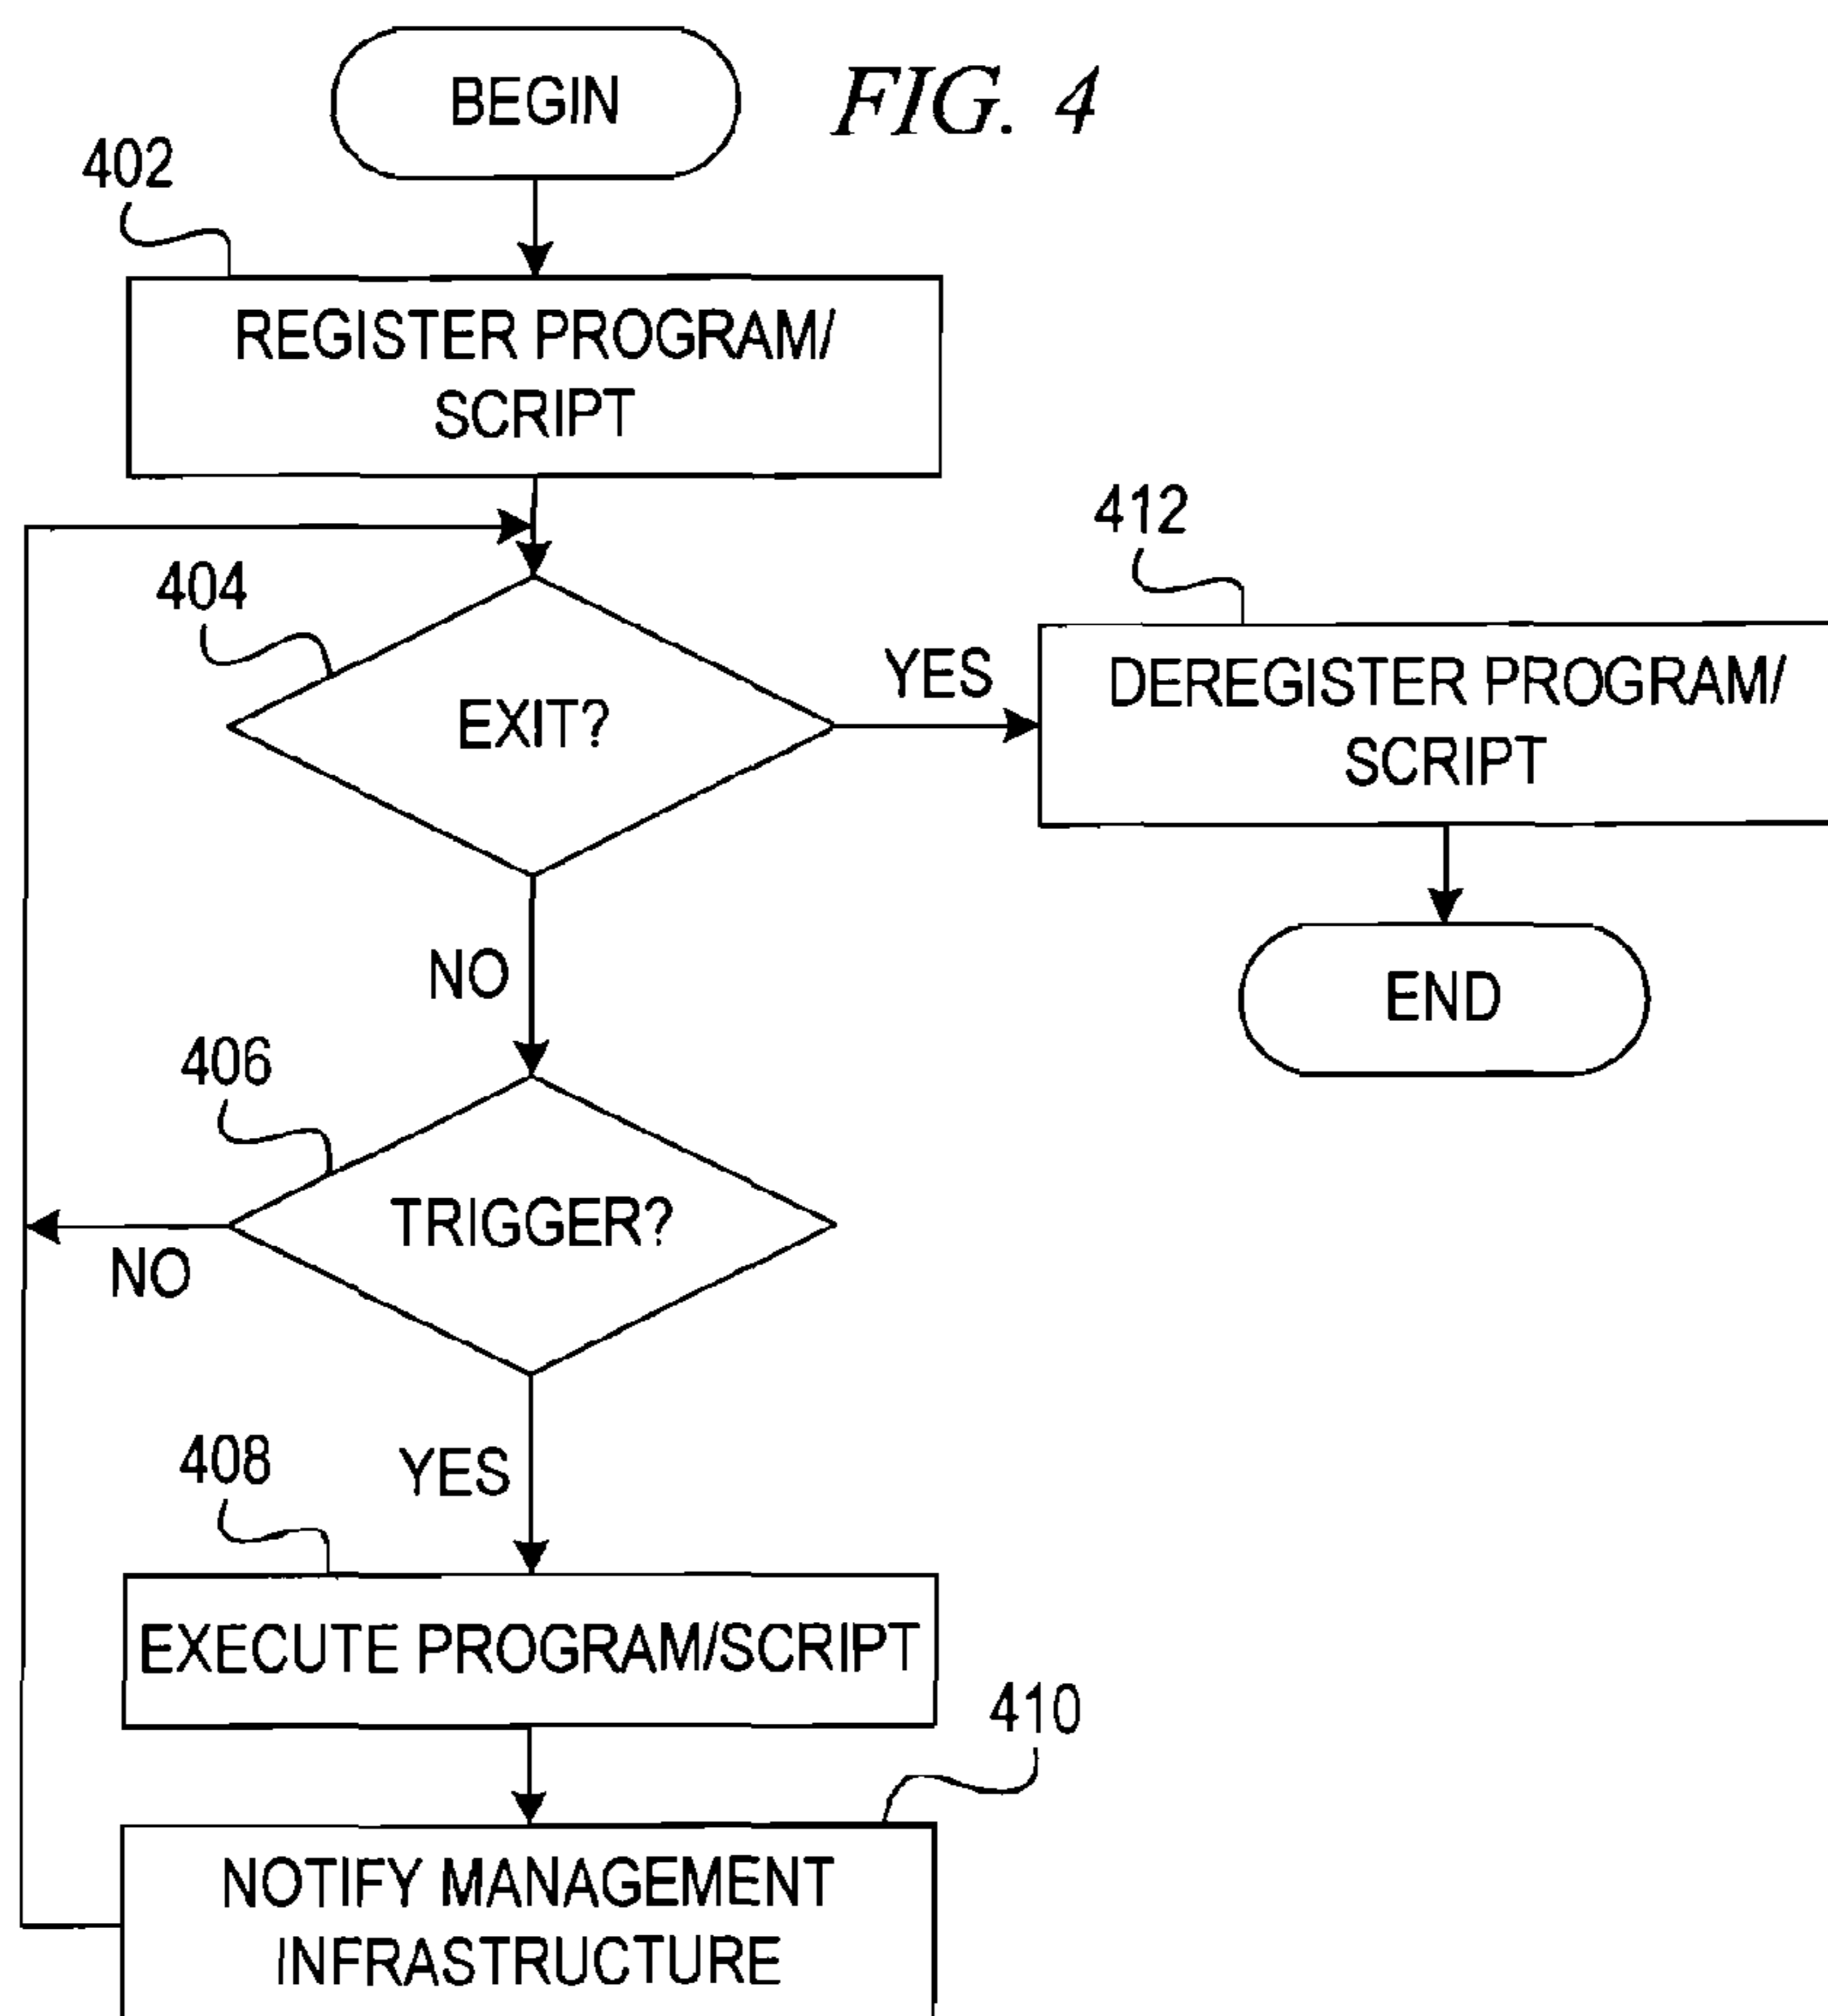 BEGIN
FIG. 4
402
REGISTER PROGRAM/
SCRIPT
404
EXIT?
YES
412
DEREGISTER PROGRAM/
SCRIPT
END
NO
406
TRIGGER?
NO
YES
408
EXECUTE PROGRAM/SCRIPT
410
NOTIFY MANAGEMENT
INFRASTRUCTURE